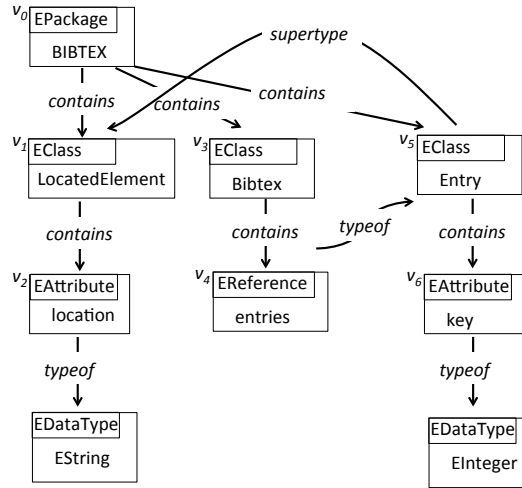 v0 EPackage
BIBTEX
supertype
contains
contains
contains
v1 EClass
LocatedElement
v3 EClass
Bibtex
v5 EClass
Entry
contains
contains
typeof
contains
v2 EAttribute
location
v4 EReference
entries
v6 EAttribute
key
typeof
typeof
EDataType
EString
EDataType
EInteger